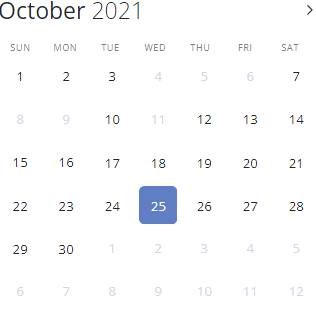 October 2021
SUN MON TUE WED THU FRI SAT
1 2 3 4 5 6 7
8 9 10 11 12 13 14
15 16 17 18 19 20 21
22 23 24 25 26 27 28
29 30 1 2 3 4 5
6 7 8 9 10 11 12